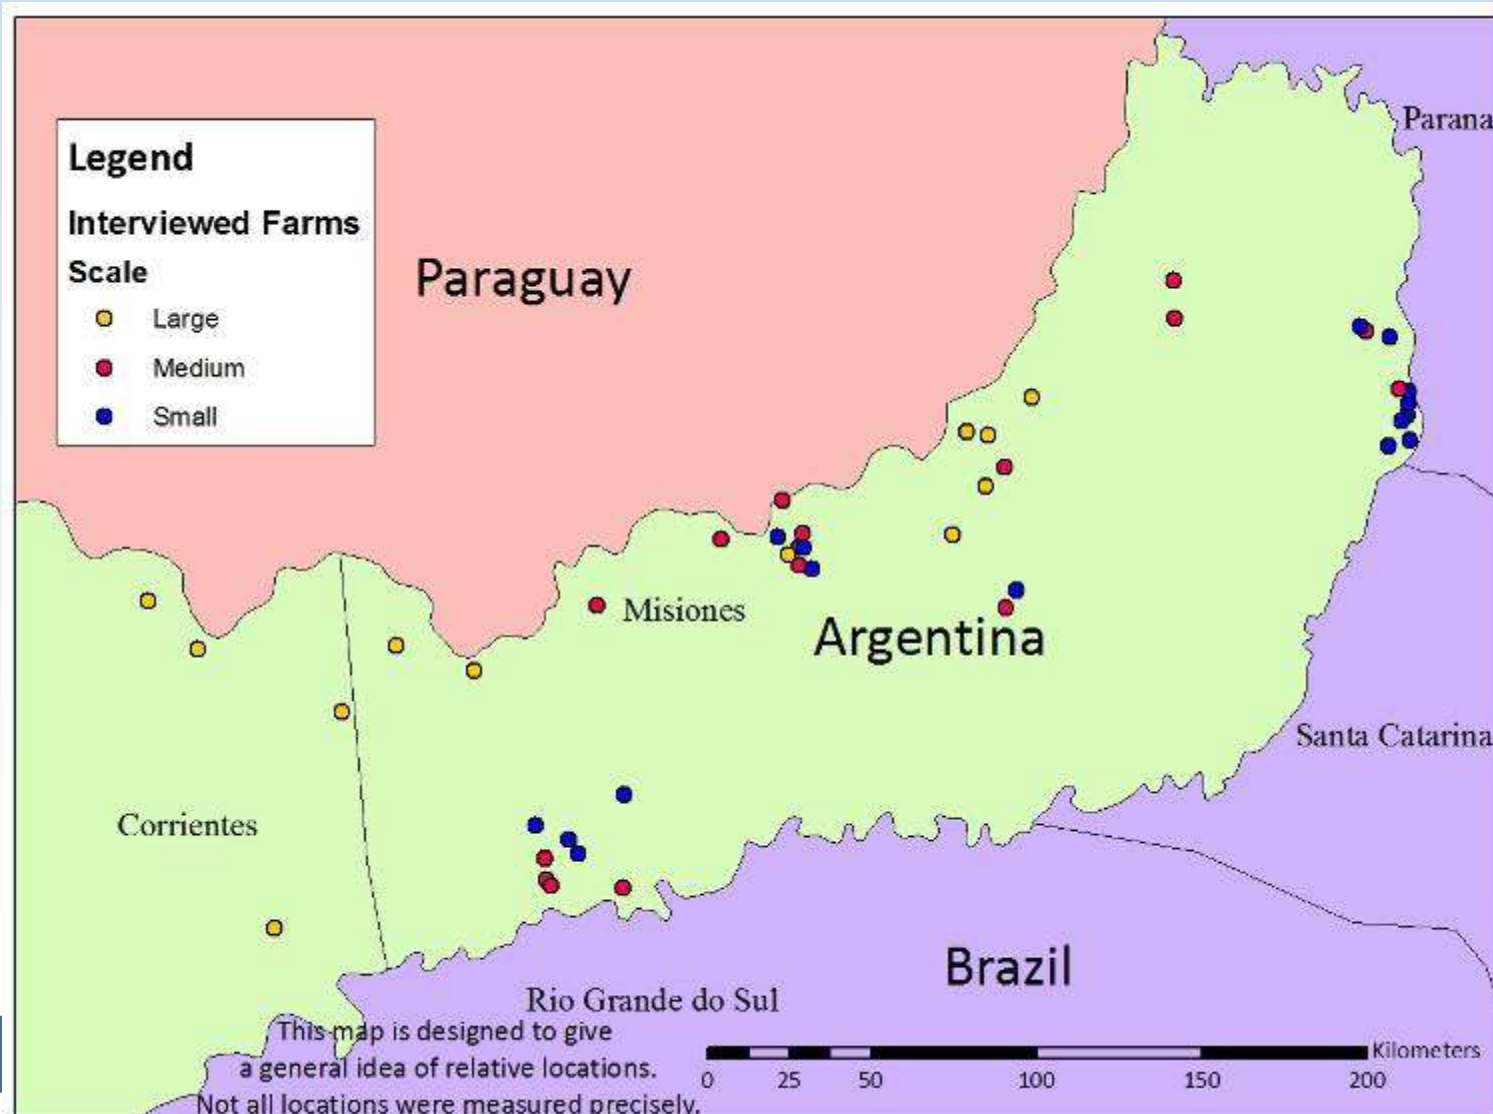 Parana
Legend
Interviewed Farms
Scale
Large
Medium
Small
Paraguay
Misiones
Argentina
Santa Catarina
Corrientes
Brazil
Rio Grande do Sul
This map is designed to give
a general idea of relative locations.
Not all locations were measured precisely.
Kilometers
0 25 50 100 150 200